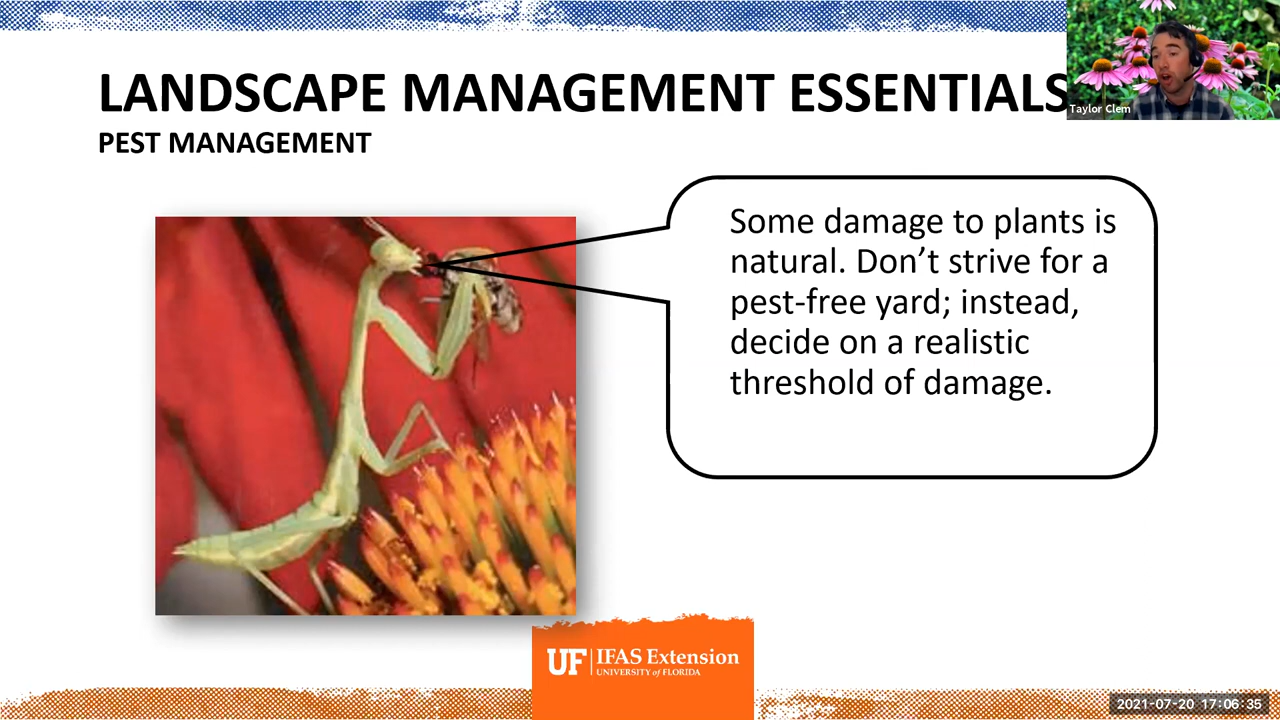 LANDSCAPE MANAGEMENT ESSENTIALS
Taylor Clem
PEST MANAGEMENT
Some damage to plants is
natural. Don’t strive for a
pest-free yard; instead,
decide on a realistic
threshold of damage.
UF IFAS Extension
UNIVERSITY of FLORIDA
2021-07-20 17:06:35